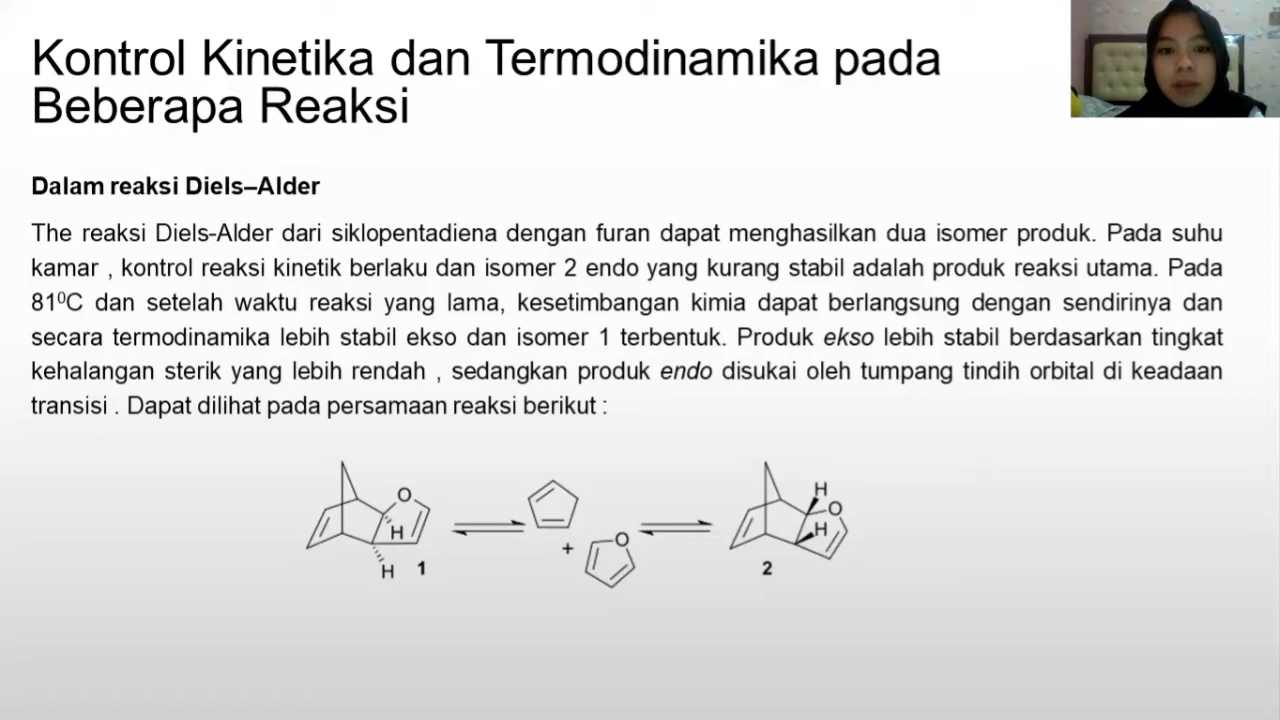 Kontrol Kinetika dan Termodinamika pada
Beberapa Reaksi
Dalam reaksi Diels–Alder
The reaksi Diels-Alder dari siklopentadiena dengan furan dapat menghasilkan dua isomer produk. Pada suhu
kamar , kontrol reaksi kinetik berlaku dan isomer 2 endo yang kurang stabil adalah produk reaksi utama. Pada
81⁰C dan setelah waktu reaksi yang lama, kesetimbangan kimia dapat berlangsung dengan sendirinya dan
secara termodinamika lebih stabil ekso dan isomer 1 terbentuk. Produk ekso lebih stabil berdasarkan tingkat
kehalangan sterik yang lebih rendah , sedangkan produk endo disukai oleh tumpang tindih orbital di keadaan
transisi . Dapat dilihat pada persamaan reaksi berikut :
O
H
H 1
+
O
H
O
H
2